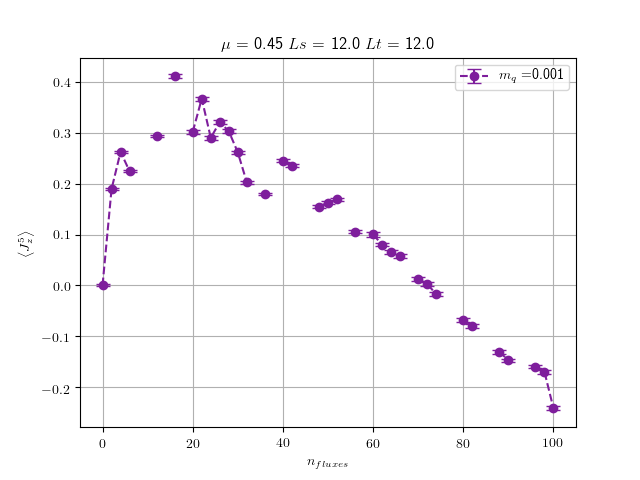 μ = 0.45 Ls = 12.0 Lt = 12.0
m_q =0.001
⟨J_z^5⟩
0.4
0.3
0.2
0.1
0.0
−0.1
−0.2
0 20 40 60 80 100
n_fluxes